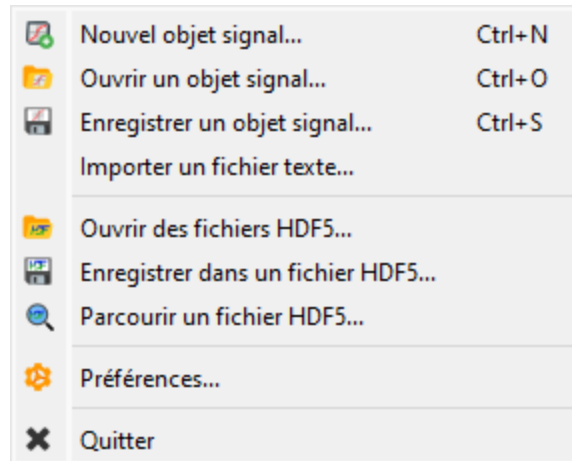 Nouvel objet signal... Ctrl+N
Ouvrir un objet signal... Ctrl+O
Enregistrer un objet signal... Ctrl+S
Importer un fichier texte...
Ouvrir des fichiers HDF5...
Enregistrer dans un fichier HDF5...
Parcourir un fichier HDF5...
Préférences...
Quitter